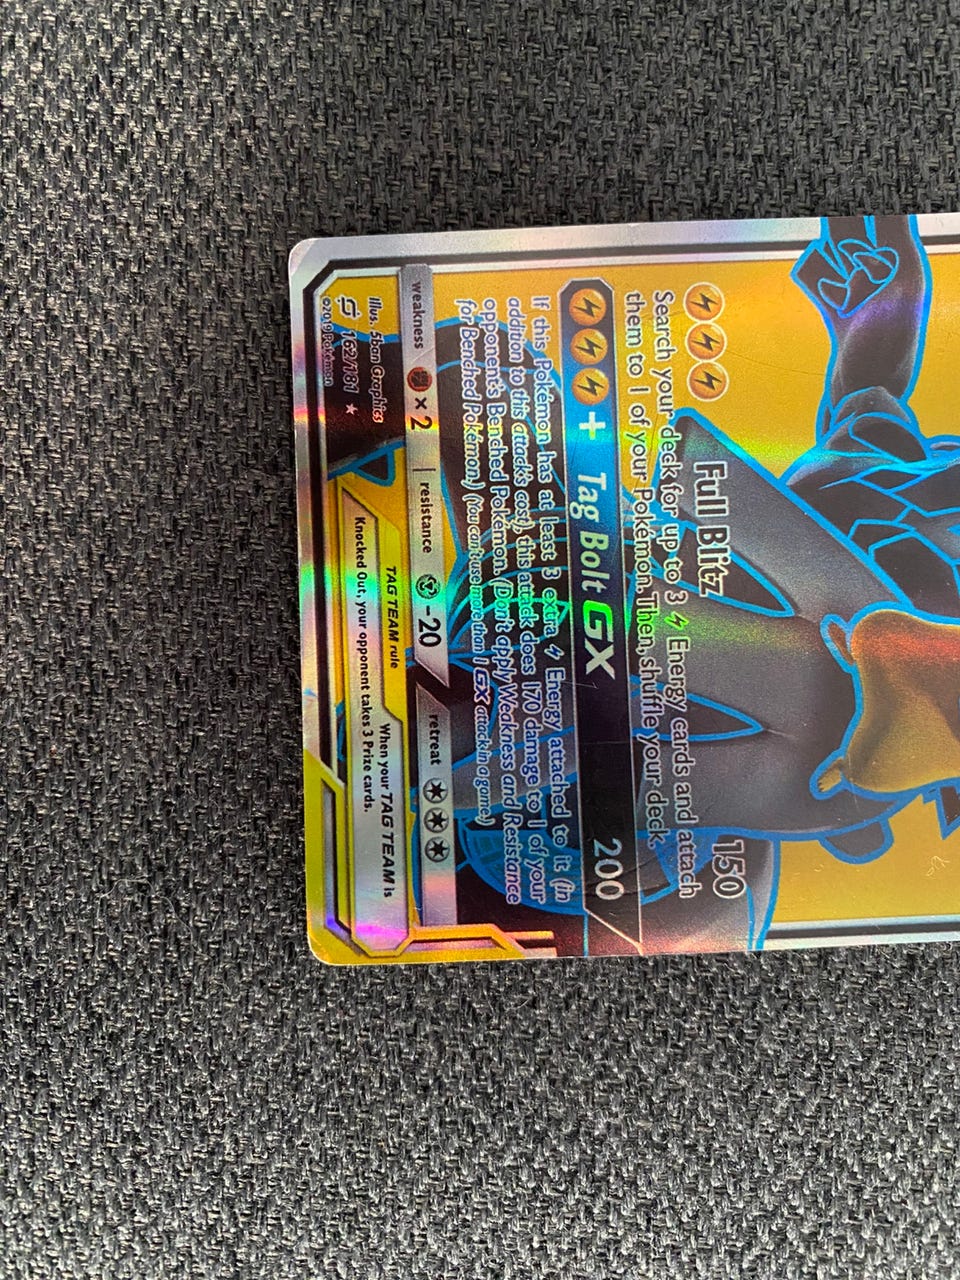 Full Blitz 150
Search your deck for up to 3 Energy cards and attach
them to 1 of your Pokémon. Then, shuffle your deck.
+ Tag Bolt GX 200
If this Pokémon has at least 3 extra Energy attached to it (in
addition to this attack's cost), this attack does 170 damage to 1 of your
opponent's Benched Pokémon. (Don't apply Weakness and Resistance
for Benched Pokémon.) (You can't use more than 1 GX attack in a game.)
weakness ×2 resistance -20 retreat
Illus. 5ban Graphics
162/181 ★
©2019 Pokémon
TAG TEAM rule
When your TAG TEAM is
Knocked Out, your opponent takes 3 Prize cards.